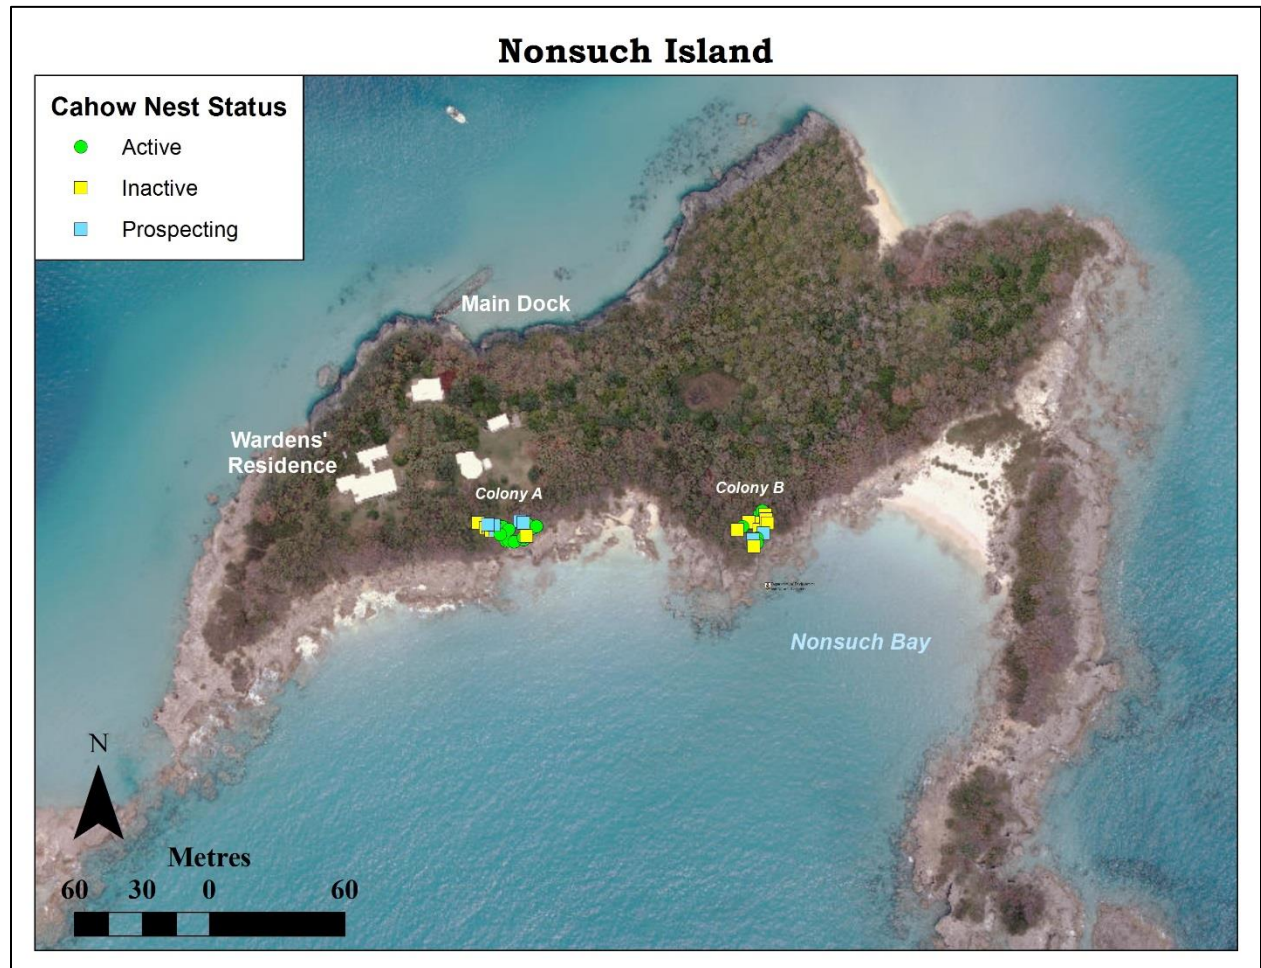 Nonsuch Island
Cahow Nest Status
Active
Inactive
Prospecting
Main Dock
Wardens'
Residence
Colony A
Colony B
Nonsuch Bay
N
Metres
60 30 0 60